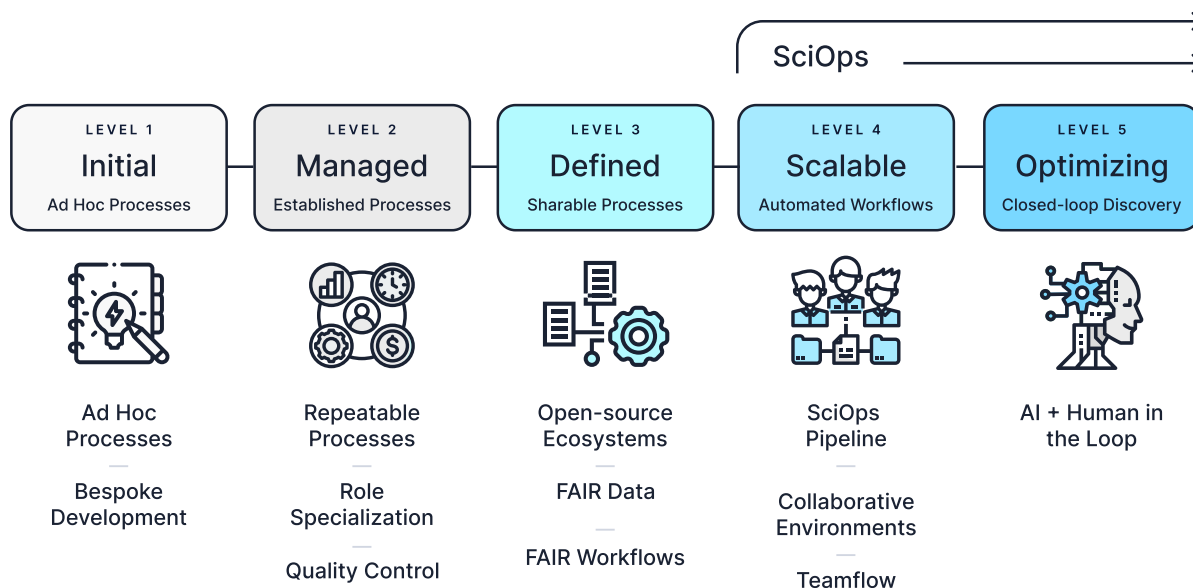 SciOps
LEVEL 1
Initial
Ad Hoc Processes
LEVEL 2
Managed
Established Processes
LEVEL 3
Defined
Sharable Processes
LEVEL 4
Scalable
Automated Workflows
LEVEL 5
Optimizing
Closed-loop Discovery
$
Ad Hoc
Processes
Bespoke
Development
Repeatable
Processes
Role
Specialization
Quality Control
Open-source
Ecosystems
FAIR Data
FAIR Workflows
SciOps
Pipeline
Collaborative
Environments
Teamflow
AI + Human in
the Loop